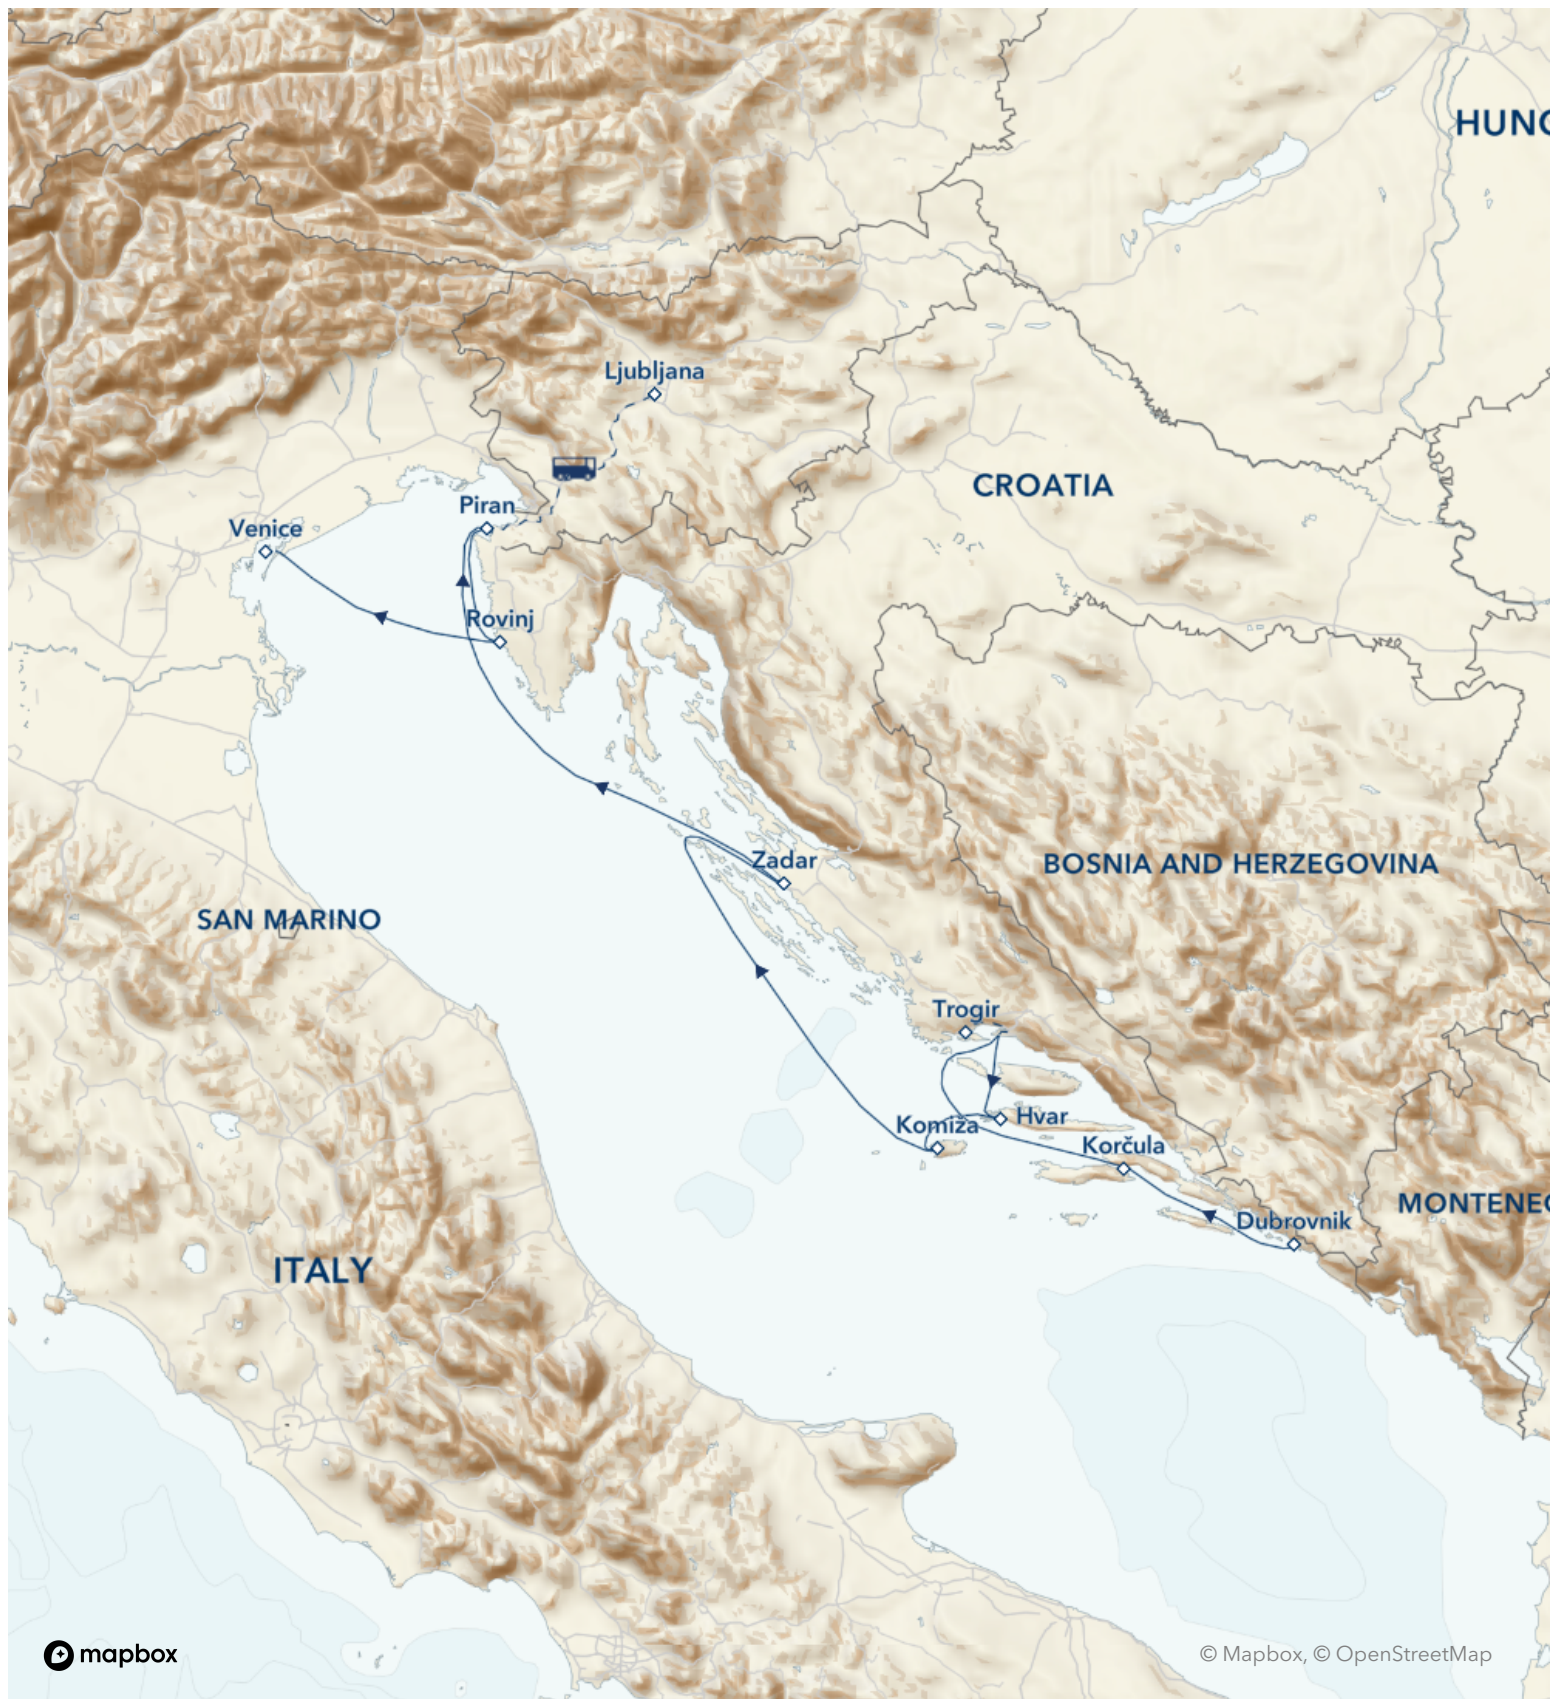 HUNG
Ljubljana
CROATIA
Piran
Venice
Rovinj
Zadar
BOSNIA AND HERZEGOVINA
SAN MARINO
Trogir
Hvar
Komiža
Korčula
MONTENEG
Dubrovnik
ITALY
mapbox
© Mapbox, © OpenStreetMap